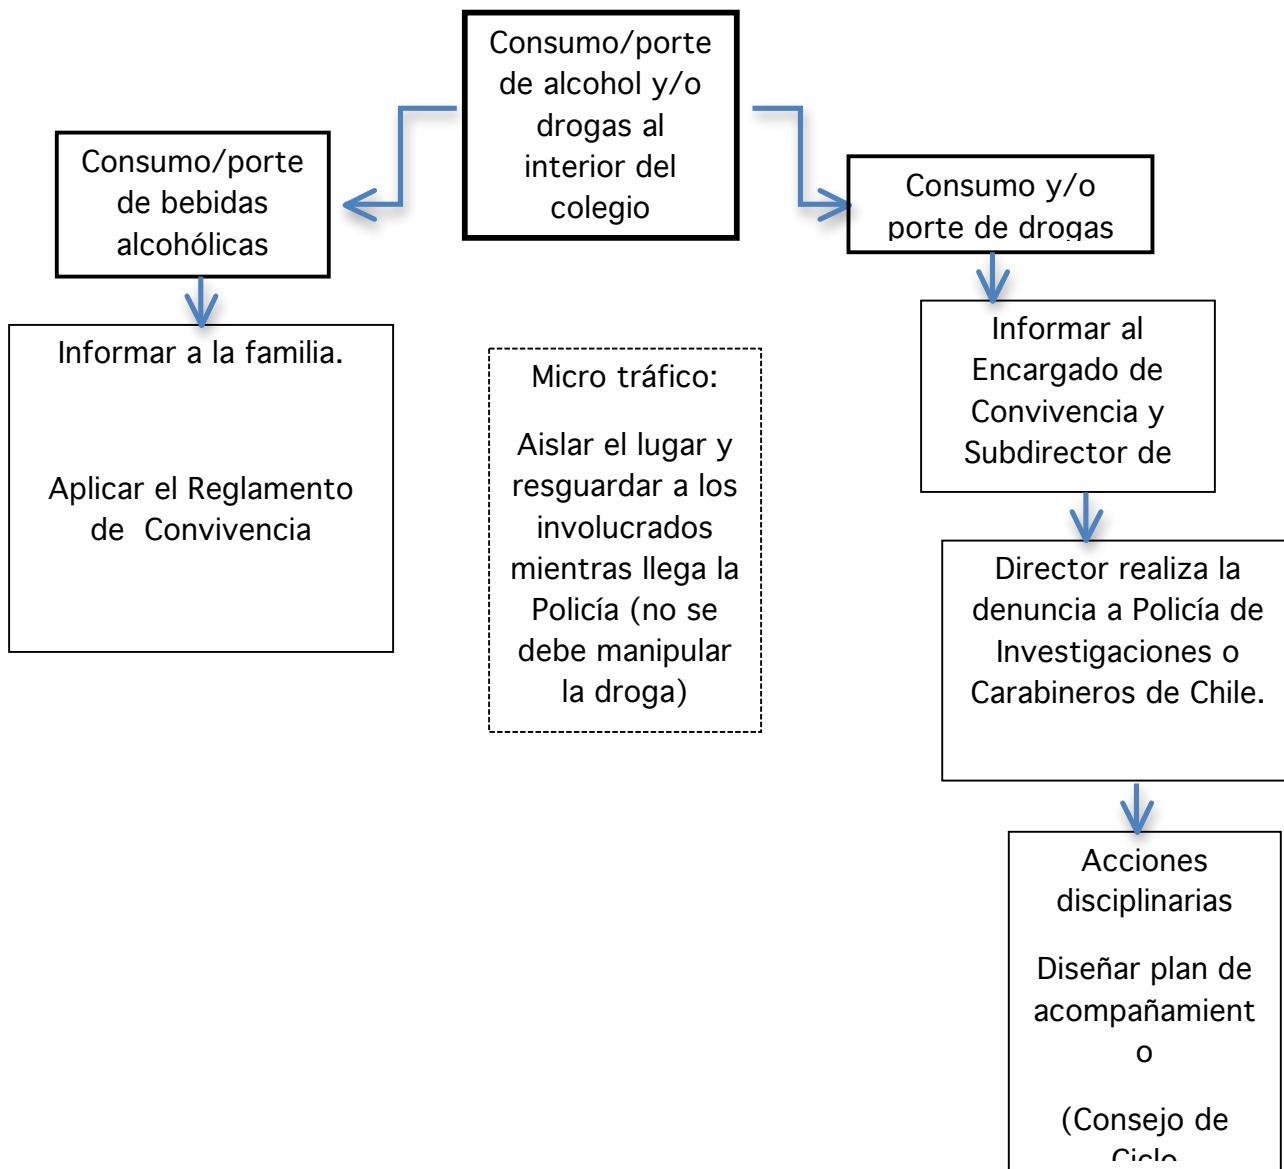 Consumo/porte
de alcohol y/o
drogas al
interior del
colegio
Consumo/porte
de bebidas
alcohólicas
Consumo y/o
porte de drogas
Informar a la familia.
Aplicar el Reglamento
de Convivencia
Micro tráfico:
Aislar el lugar y
resguardar a los
involucrados
mientras llega la
Policía (no se
debe manipular
la droga)
Informar al
Encargado de
Convivencia y
Subdirector de
Director realiza la
denuncia a Policía de
Investigaciones o
Carabineros de Chile.
Acciones
disciplinarias
Diseñar plan de
acompañamient
o
(Consejo de
Ciclo